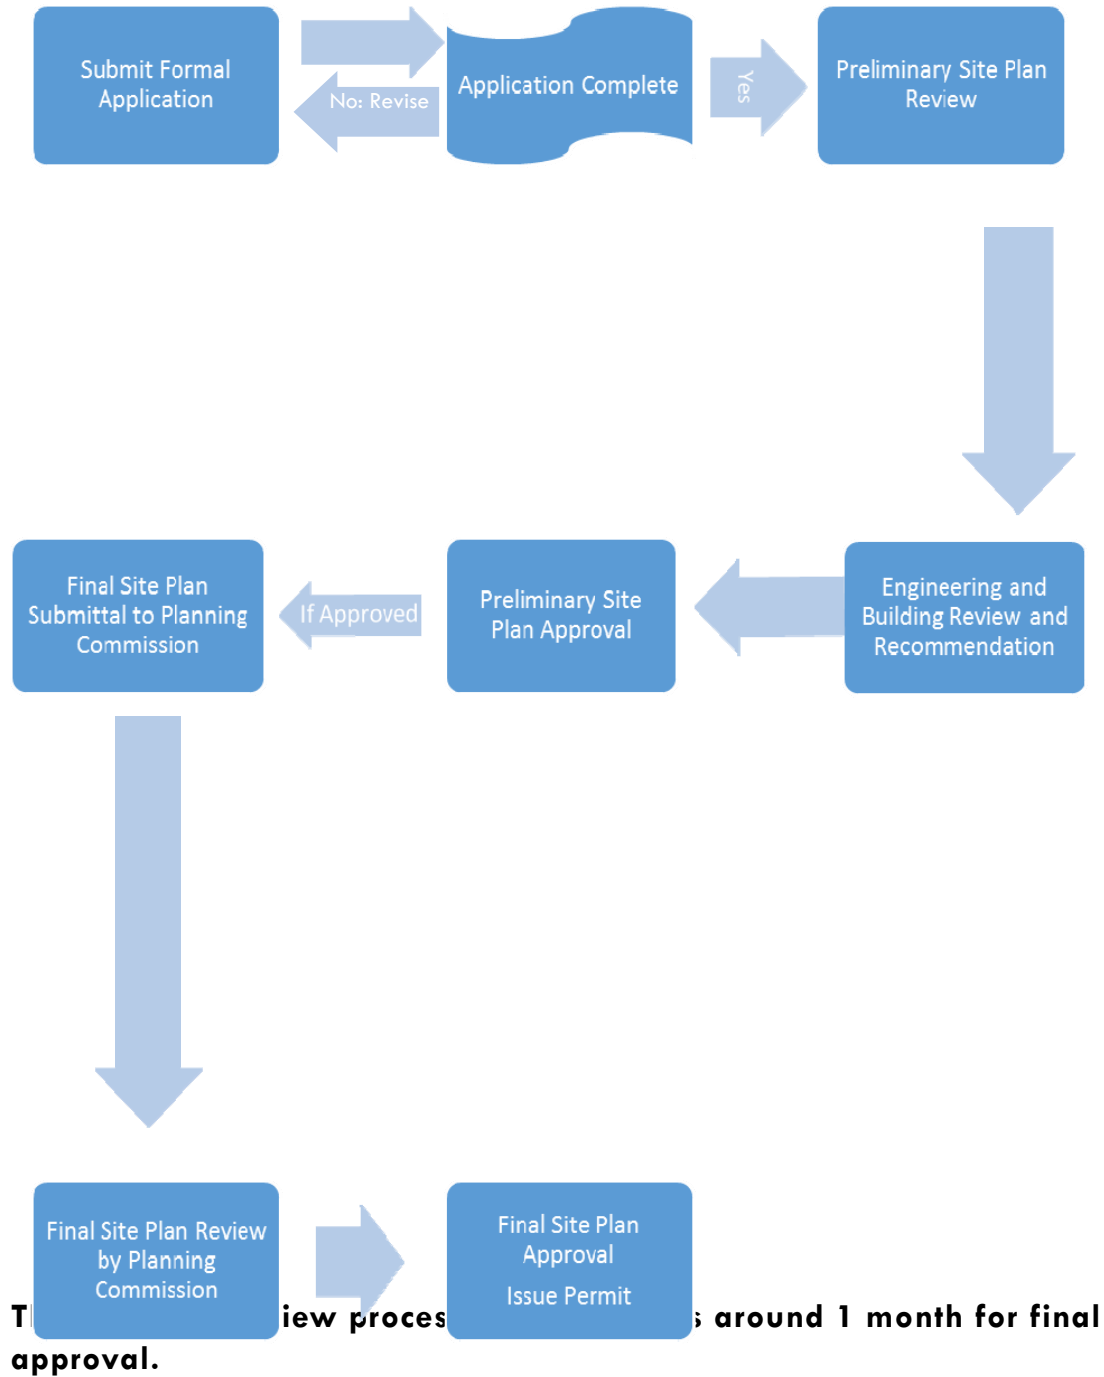 Submit Formal
Application
No: Revise
Application Complete
Yes
Preliminary Site Plan
Review
Engineering and
Building Review and
Recommendation
Preliminary Site
Plan Approval
If Approved
Final Site Plan
Submittal to Planning
Commission
Final Site Plan Review
by Planning
Commission
Final Site Plan
Approval
Issue Permit
around 1 month for final
approval.